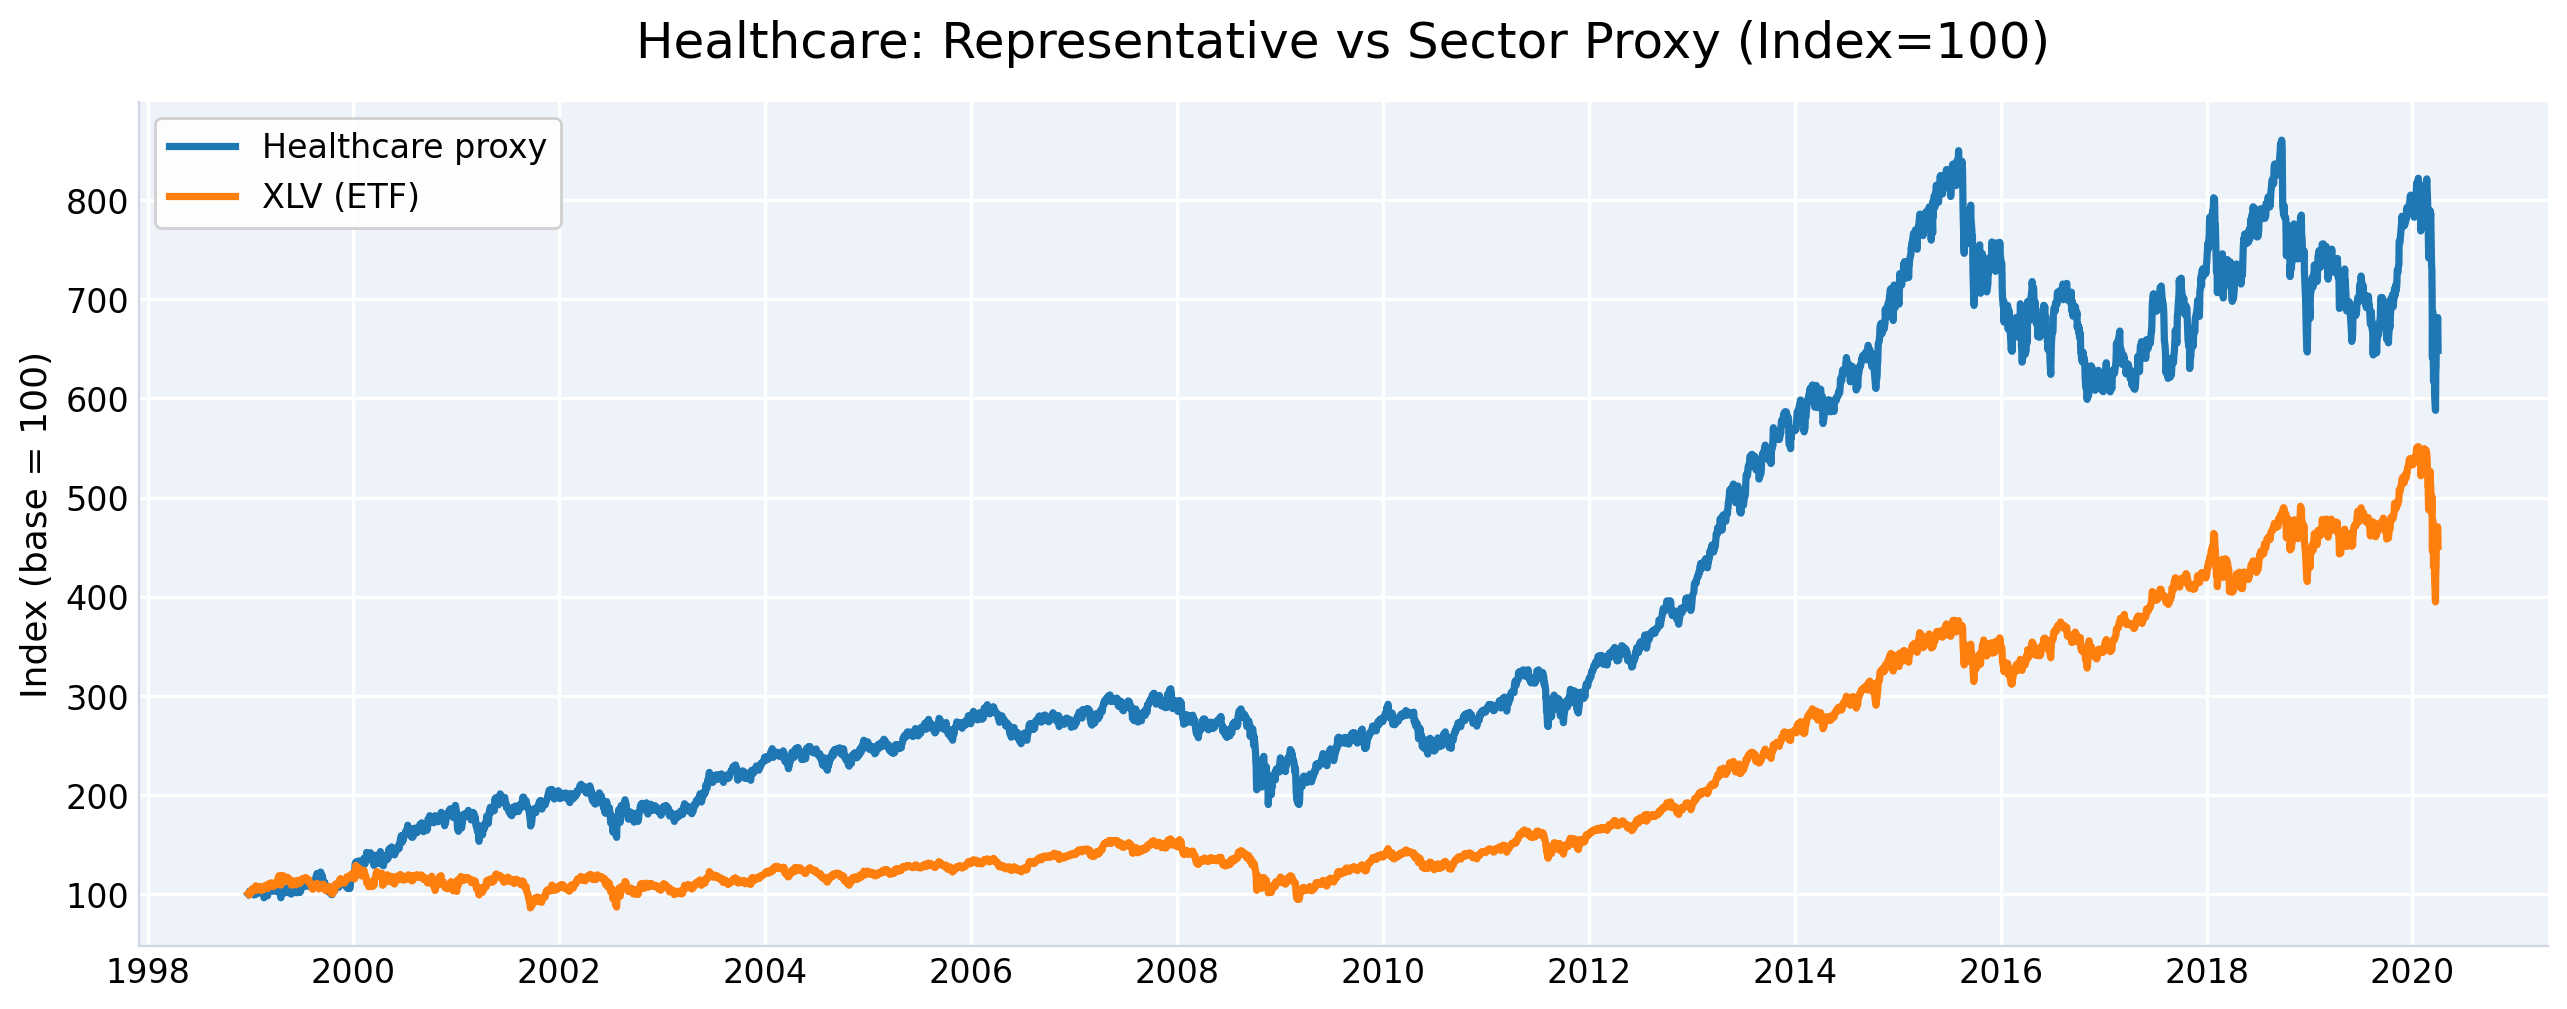 Healthcare: Representative vs Sector Proxy (Index=100)
Healthcare proxy
XLV (ETF)
Index (base = 100)
800
700
600
500
400
300
200
100
1998 2000 2002 2004 2006 2008 2010 2012 2014 2016 2018 2020